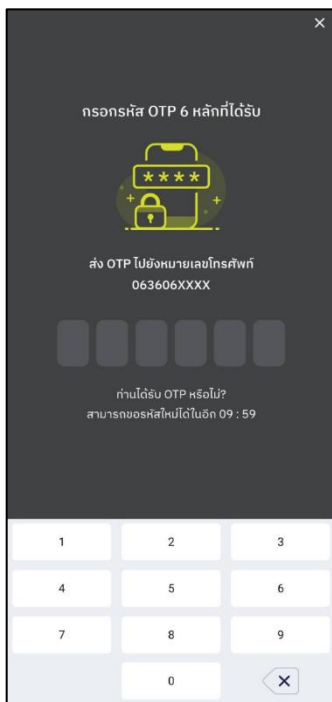 กรอกรหัส OTP 6 หลักที่ได้รับ
****
ส่ง OTP ไปยังหมายเลขโทรศัพท์
063606XXXX
ท่านได้รับ OTP หรือไม่?
สามารถขอรหัสใหม่ได้ในอีก 09 : 59
1 2 3
4 5 6
7 8 9
0